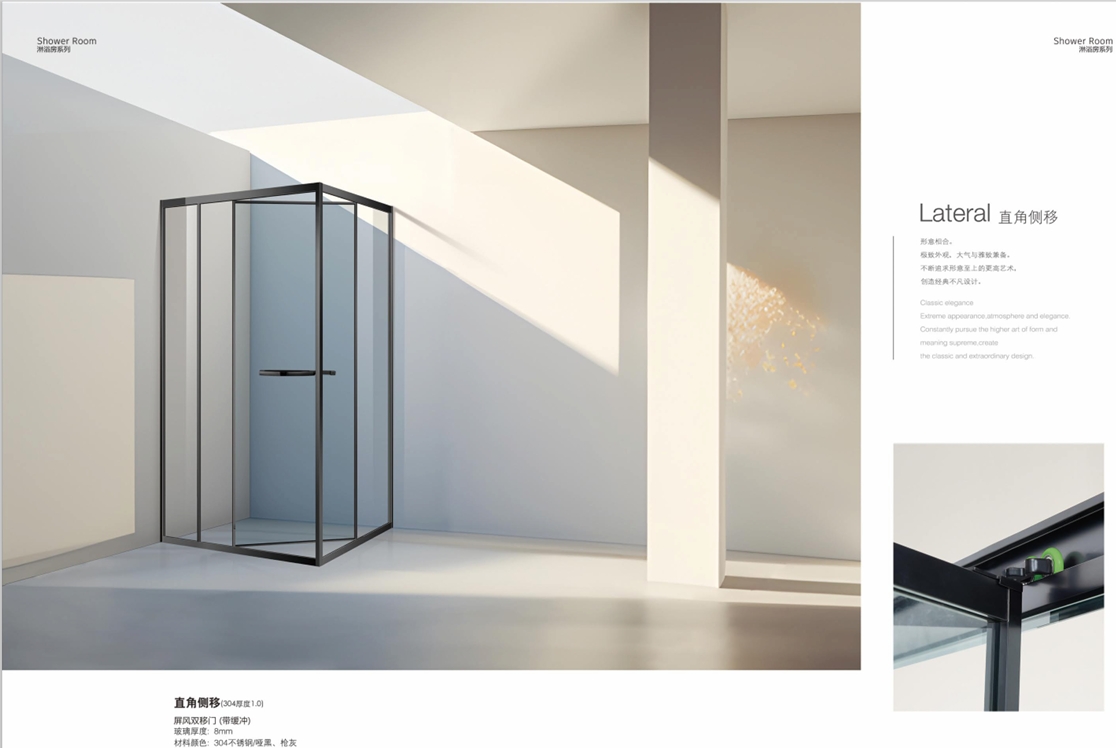 Shower Room
淋浴房系列
Shower Room
淋浴房系列
Lateral 直角侧移
形意相合。
极致外观，大气与雅致兼备。
不断追求形意至上的更高艺术。
创造经典不凡设计。
Classic elegance
Extreme appearance,atmosphere and elegance.
Constantly pursue the higher art of form and
meaning supreme.create
the classic and extraordinary design.
直角侧移(304厚度1.0)
屏风双移门 (带缓冲)
玻璃厚度: 8mm
材料颜色: 304不锈钢/哑黑、枪灰